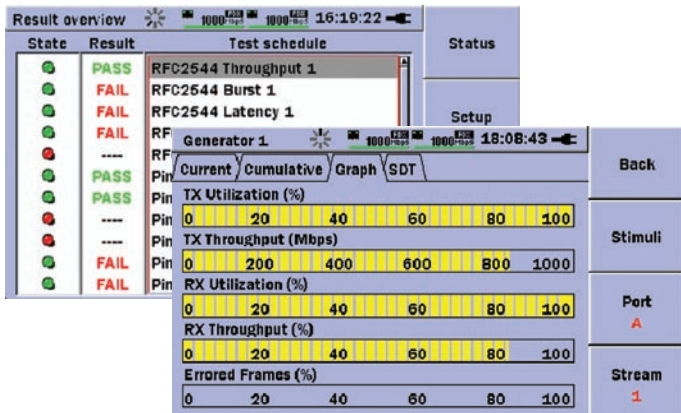 Result overview 1000 FDX Mbps 1000 FDX Mbps 16:19:22
State Result Test schedule
PASS RFC2544 Throughput 1
FAIL RFC2544 Burst 1
FAIL RFC2544 Latency 1
FAIL RF
---- RF
PASS Pin
PASS Pin
---- Pin
---- Pin
FAIL Pin
FAIL Pin
Status
Setup
Generator 1 1000 FDX Mbps 1000 FDX Mbps 18:08:43
Current Cumulative Graph SDT
TX Utilization (%)
0 20 40 60 80 100
TX Throughput (Mbps)
0 200 400 600 800 1000
RX Utilization (%)
0 20 40 60 80 100
RX Throughput (%)
0 20 40 60 80 100
Errored Frames (%)
0 20 40 60 80 100
Back
Stimuli
Port
A
Stream
1